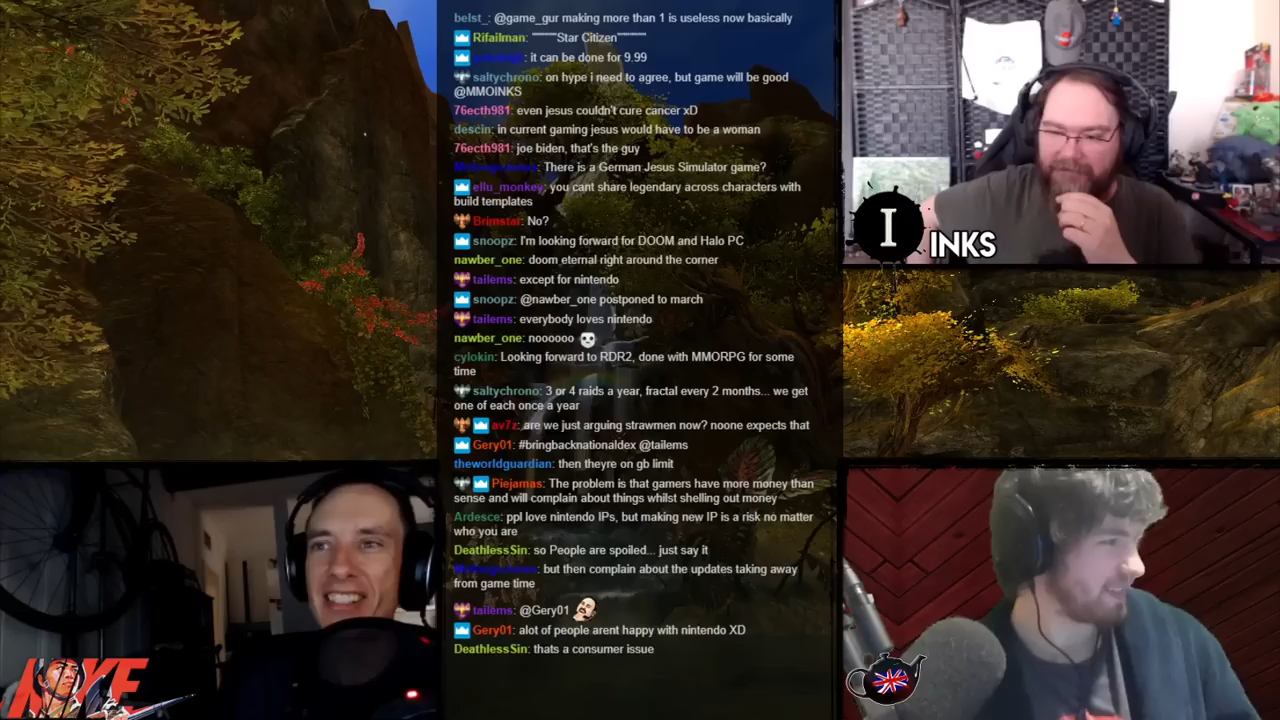 belst_: @game_gur making more than 1 is useless now basically
Rifailman: """""Star Citizen"""""""
: it can be done for 9.99
saltychrono: on hype i need to agree, but game will be good
@MMOINKS
76ecth981: even jesus couldn't cure cancer xD
descin: in current gaming jesus would have to be a woman
76ecth981: joe biden, that's the guy
: There is a German Jesus Simulator game?
ellu_monkey: you cant share legendary across characters with
build templates
Brimstar: No?
snoopz: I'm looking forward for DOOM and Halo PC
nawber_one: doom eternal right around the corner
tailems: except for nintendo
snoopz: @nawber_one postponed to march
tailems: everybody loves nintendo
nawber_one: noooooo
cylokin: Looking forward to RDR2, done with MMORPG for some
time
saltychrono: 3 or 4 raids a year, fractal every 2 months... we get
one of each once a year
av7z: are we just arguing strawmen now? noone expects that
Gery01: #bringbacknationaldex @tailems
theworldguardian: then theyre on gb limit
Piejamas: The problem is that gamers have more money than
sense and will complain about things whilst shelling out money
Ardesce: ppl love nintendo IPs, but making new IP is a risk no matter
who you are
DeathlessSin: so People are spoiled... just say it
: but then complain about the updates taking away
from game time
tailems: @Gery01
Gery01: alot of people arent happy with nintendo XD
DeathlessSin: thats a consumer issue
I INKS